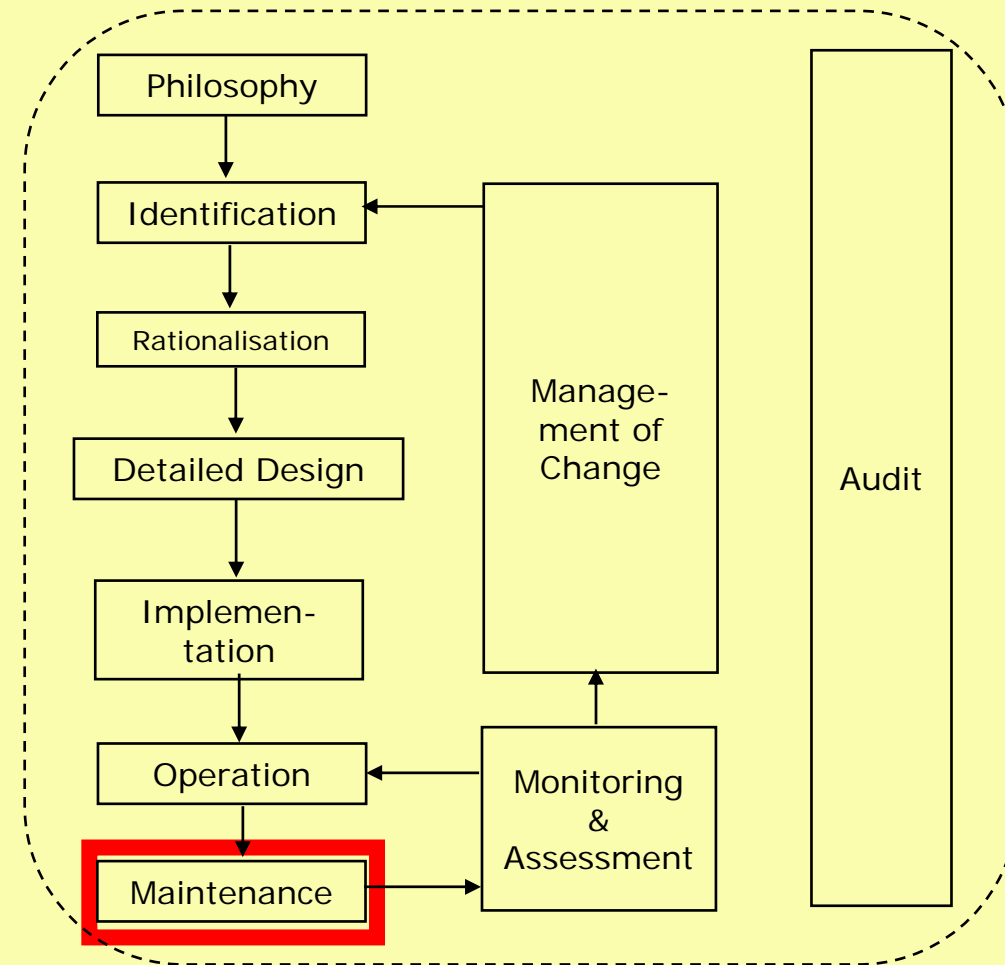 Philosophy
Identification
Rationalisation
Detailed Design
Implemen-
tation
Operation
Maintenance
Manage-
ment of
Change
Monitoring
&
Assessment
Audit